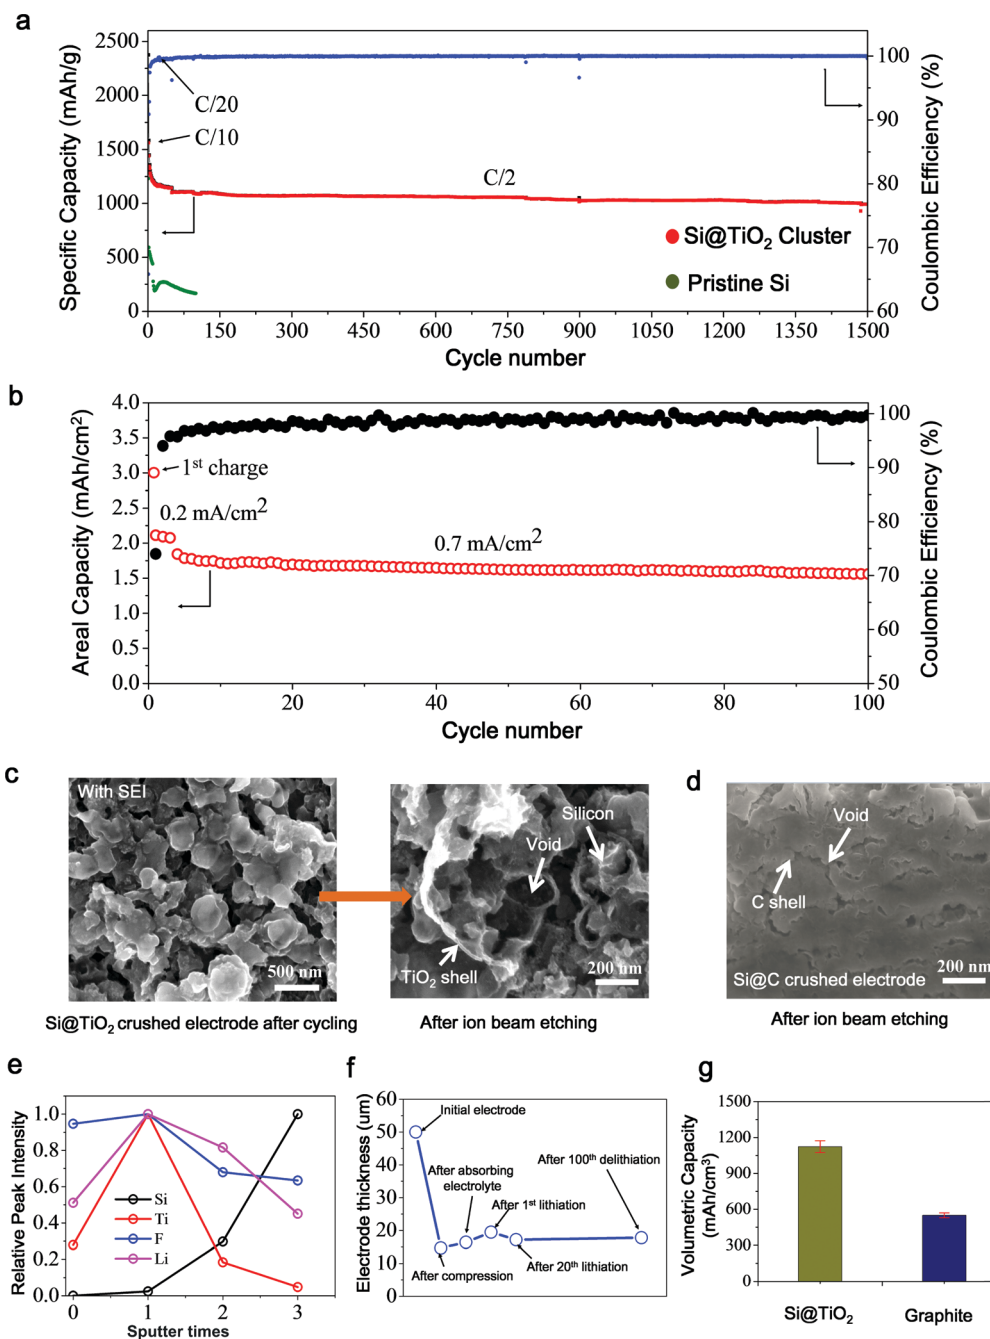 a
2500
2000
1500
1000
500
0
Specific Capacity (mAh/g)
C/20
C/10
C/2
Si@TiO2 Cluster
Pristine Si
100
90
80
70
60
Coulombic Efficiency (%)
0 150 300 450 600 750 900 1050 1200 1350 1500
Cycle number
b
4.0
3.5
3.0
2.5
2.0
1.5
1.0
0.5
0.0
Areal Capacity (mAh/cm2)
1st charge
0.2 mA/cm2
0.7 mA/cm2
100
90
80
70
60
50
Coulombic Efficiency (%)
0 20 40 60 80 100
Cycle number
c
With SEI
500 nm
Si@TiO2 crushed electrode after cycling
Silicon
Void
TiO2 shell
200 nm
After ion beam etching
d
Void
C shell
Si@C crushed electrode
200 nm
After ion beam etching
e
1.0
0.8
0.6
0.4
0.2
0.0
Relative Peak Intensity
Si
Ti
F
Li
0 1 2 3
Sputter times
f
60
50
40
30
20
10
0
Electrode thickness (um)
Initial electrode
After absorbing
electrolyte
After 100th delithiation
After 1st lithiation
After compression
After 20th lithiation
g
1500
1200
900
600
300
0
Volumetric Capacity
(mAh/cm3)
Si@TiO2 Graphite